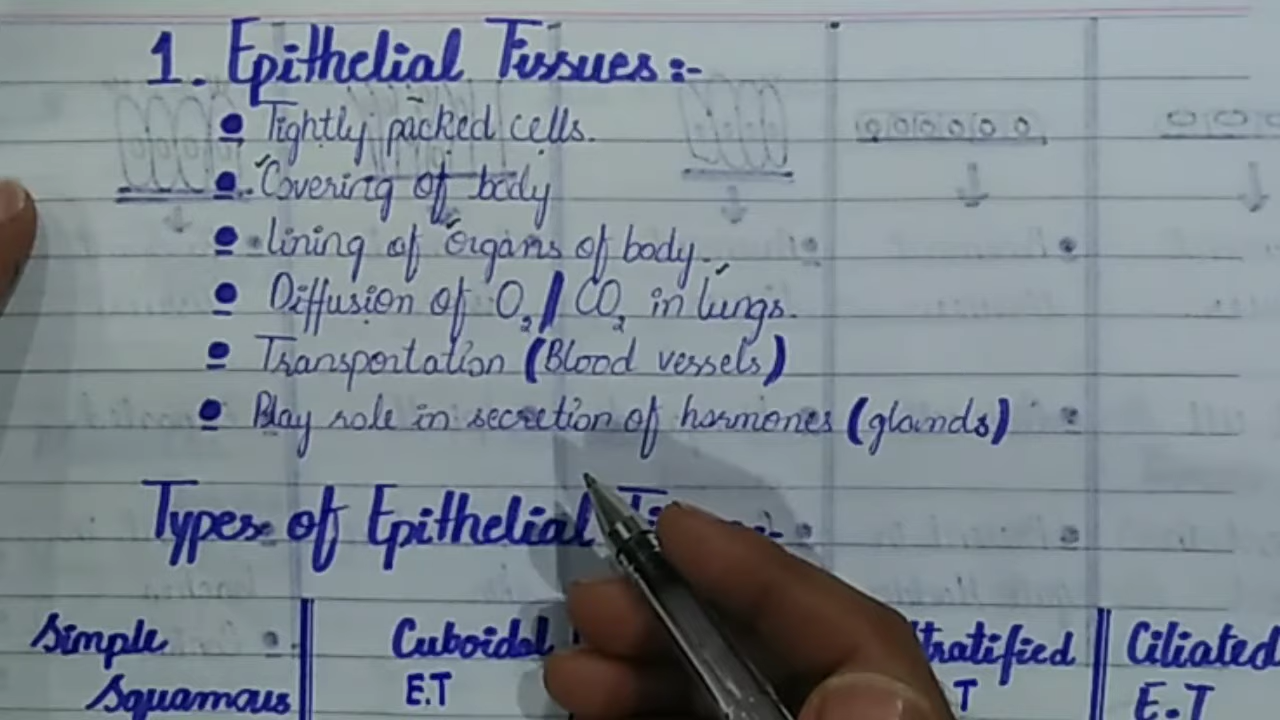 1. Epithelial Tissues:-
• Tightly packed cells.
• Covering of body
• lining of organs of body.
• Diffusion of O₂ / CO₂ in lungs.
• Transportation (Blood vessels)
• Play role in secretion of hormones (glands)
Types of Epithelial
Simple Cuboidal tratified Ciliated
Squamous E.T T E.T